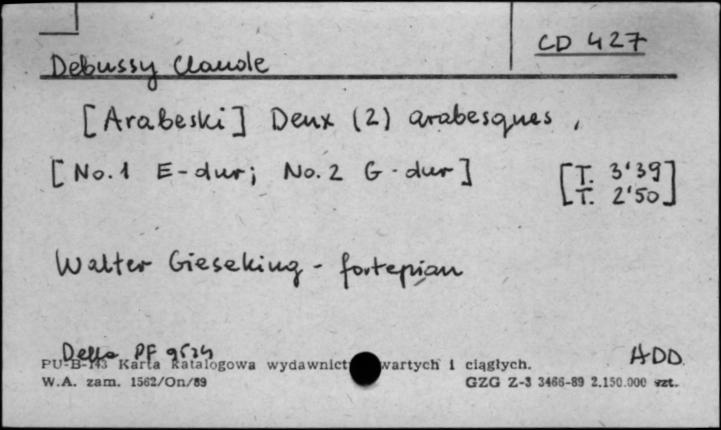 CD 427
Debussy Claude
[Arabeski] Deux (2) arabesques,
[No.1 E-dur; No.2 G-dur] [T. 3'39
T. 2'50]
Walter Gieseking - fortepian
Delta PF ADD
PU-B-143 Karta katalogowa wydawnict wartych i ciągłych.
W.A. zam. 1562/On/89 GZG Z-3 3466-89 2.150.000 szt.